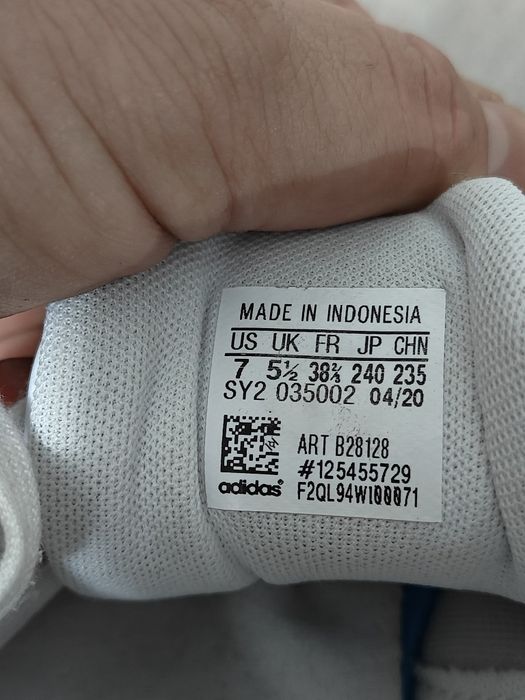 MADE IN INDONESIA
US UK FR JP CHN
7 5½ 38⅔ 240 235
SY2 035002 04/20
ART B28128
#125455729
adidas® F2QL94WI00071